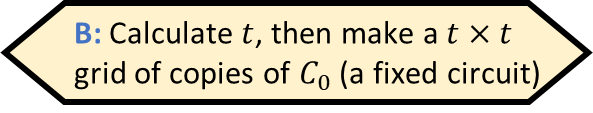 B: Calculate t, then make a t × t
grid of copies of C₀ (a fixed circuit)